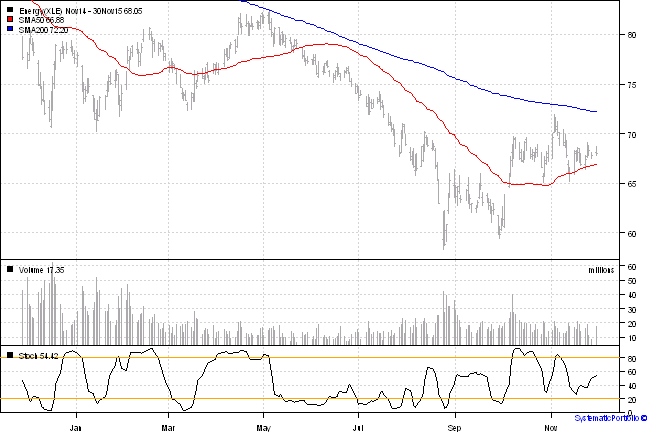 Energy(XLE) Nov14 - 30Nov15 68.05
SMA50 66.88
SMA200 72.20
80
75
70
65
60
Volume 17.35
millions
60
50
40
30
20
10
Stoch 54.42
80
60
40
20
0
Jan
Mar
May
Jul
Sep
Nov
SystematicPortfolio ©